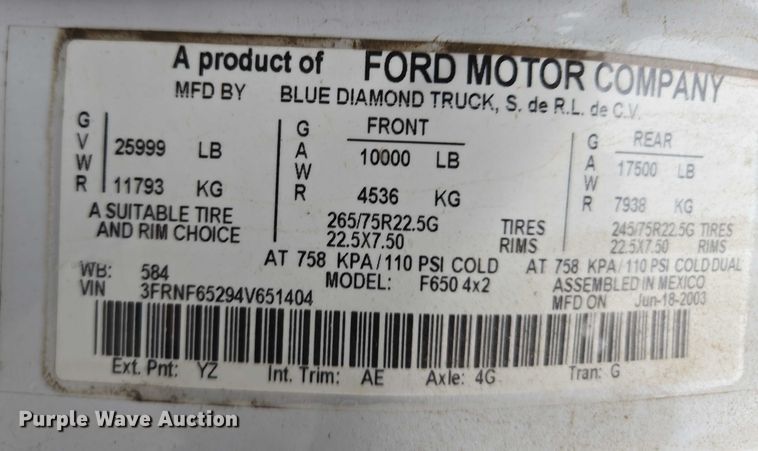 A product of FORD MOTOR COMPANY
MFD BY BLUE DIAMOND TRUCK, S. de R.L. de C.V.
GVWR 25999 LB
11793 KG
GAWR FRONT
10000 LB
4536 KG
GAWR REAR
17500 LB
7938 KG
A SUITABLE TIRE
AND RIM CHOICE
265/75R22.5G TIRES 245/75R22.5G TIRES
22.5X7.50 RIMS 22.5X7.50 RIMS
AT 758 KPA/110 PSI COLD AT 758 KPA/110 PSI COLD DUAL
WB: 584 MODEL: F650 4x2 ASSEMBLED IN MEXICO
VIN 3FRNF65294V651404 MFD ON Jun-18-2003
Ext. Pnt: YZ Int. Trim: AE Axle: 4G Tran: G
Purple Wave Auction